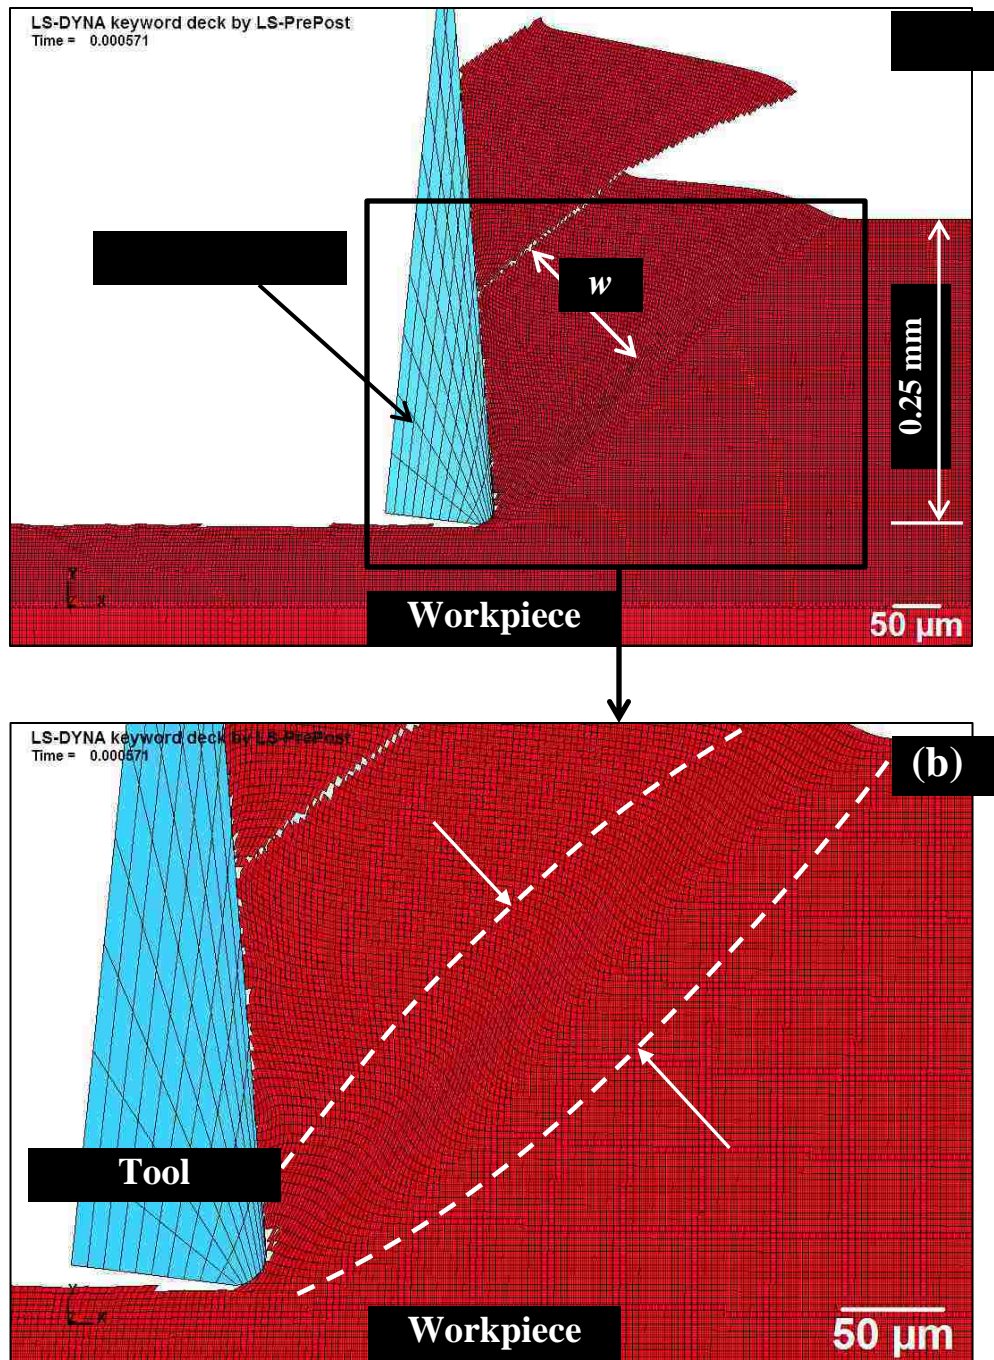 LS-DYNA keyword deck by LS-PrePost
Time = 0.000571
w
0.25 mm
Y
Z X
Workpiece
50 µm
LS-DYNA keyword deck by LS-PrePost
Time = 0.000571
(b)
Tool
Y
Z X
Workpiece
50 µm